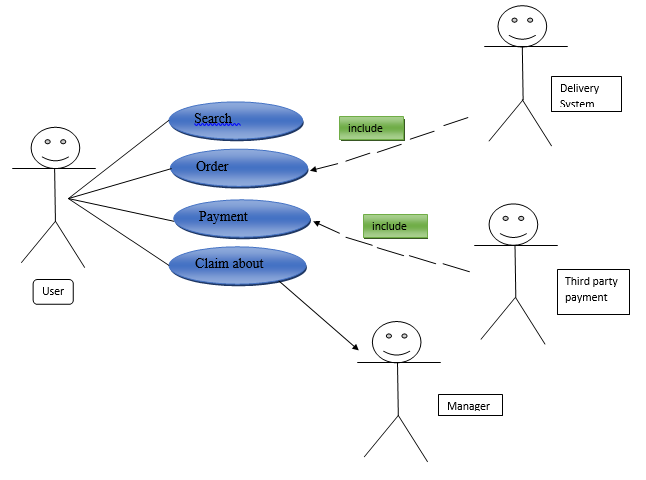 Search
Order
Payment
Claim about
include
include
User
Delivery
System
Third party
payment
Manager